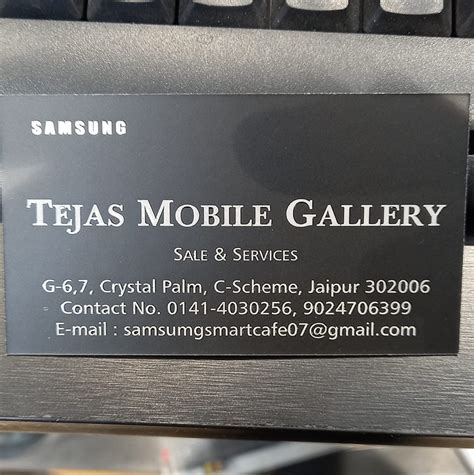 SAMSUNG
TEJAS MOBILE GALLERY
SALE & SERVICES
G-6,7, Crystal Palm, C-Scheme, Jaipur 302006
Contact No. 0141-4030256, 9024706399
E-mail : samsumgsmartcafe07@gmail.com